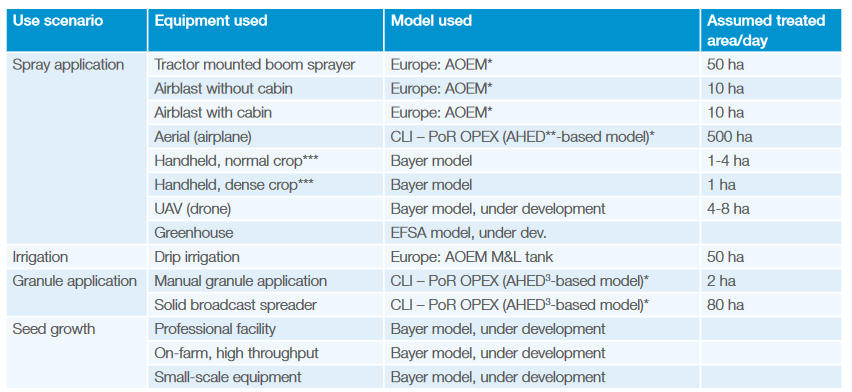 Use scenario Equipment used Model used Assumed treated
area/day
Spray application Tractor mounted boom sprayer Europe: AOEM* 50 ha
Airblast without cabin Europe: AOEM* 10 ha
Airblast with cabin Europe: AOEM* 10 ha
Aerial (airplane) CLI – PoR OPEX (AHED**-based model)* 500 ha
Handheld, normal crop*** Bayer model 1-4 ha
Handheld, dense crop*** Bayer model 1 ha
UAV (drone) Bayer model, under development 4-8 ha
Greenhouse EFSA model, under dev.
Irrigation Drip irrigation Europe: AOEM M&L tank 50 ha
Granule application Manual granule application CLI – PoR OPEX (AHED³-based model)* 2 ha
Solid broadcast spreader CLI – PoR OPEX (AHED³-based model)* 80 ha
Seed growth Professional facility Bayer model, under development
On-farm, high throughput Bayer model, under development
Small-scale equipment Bayer model, under development